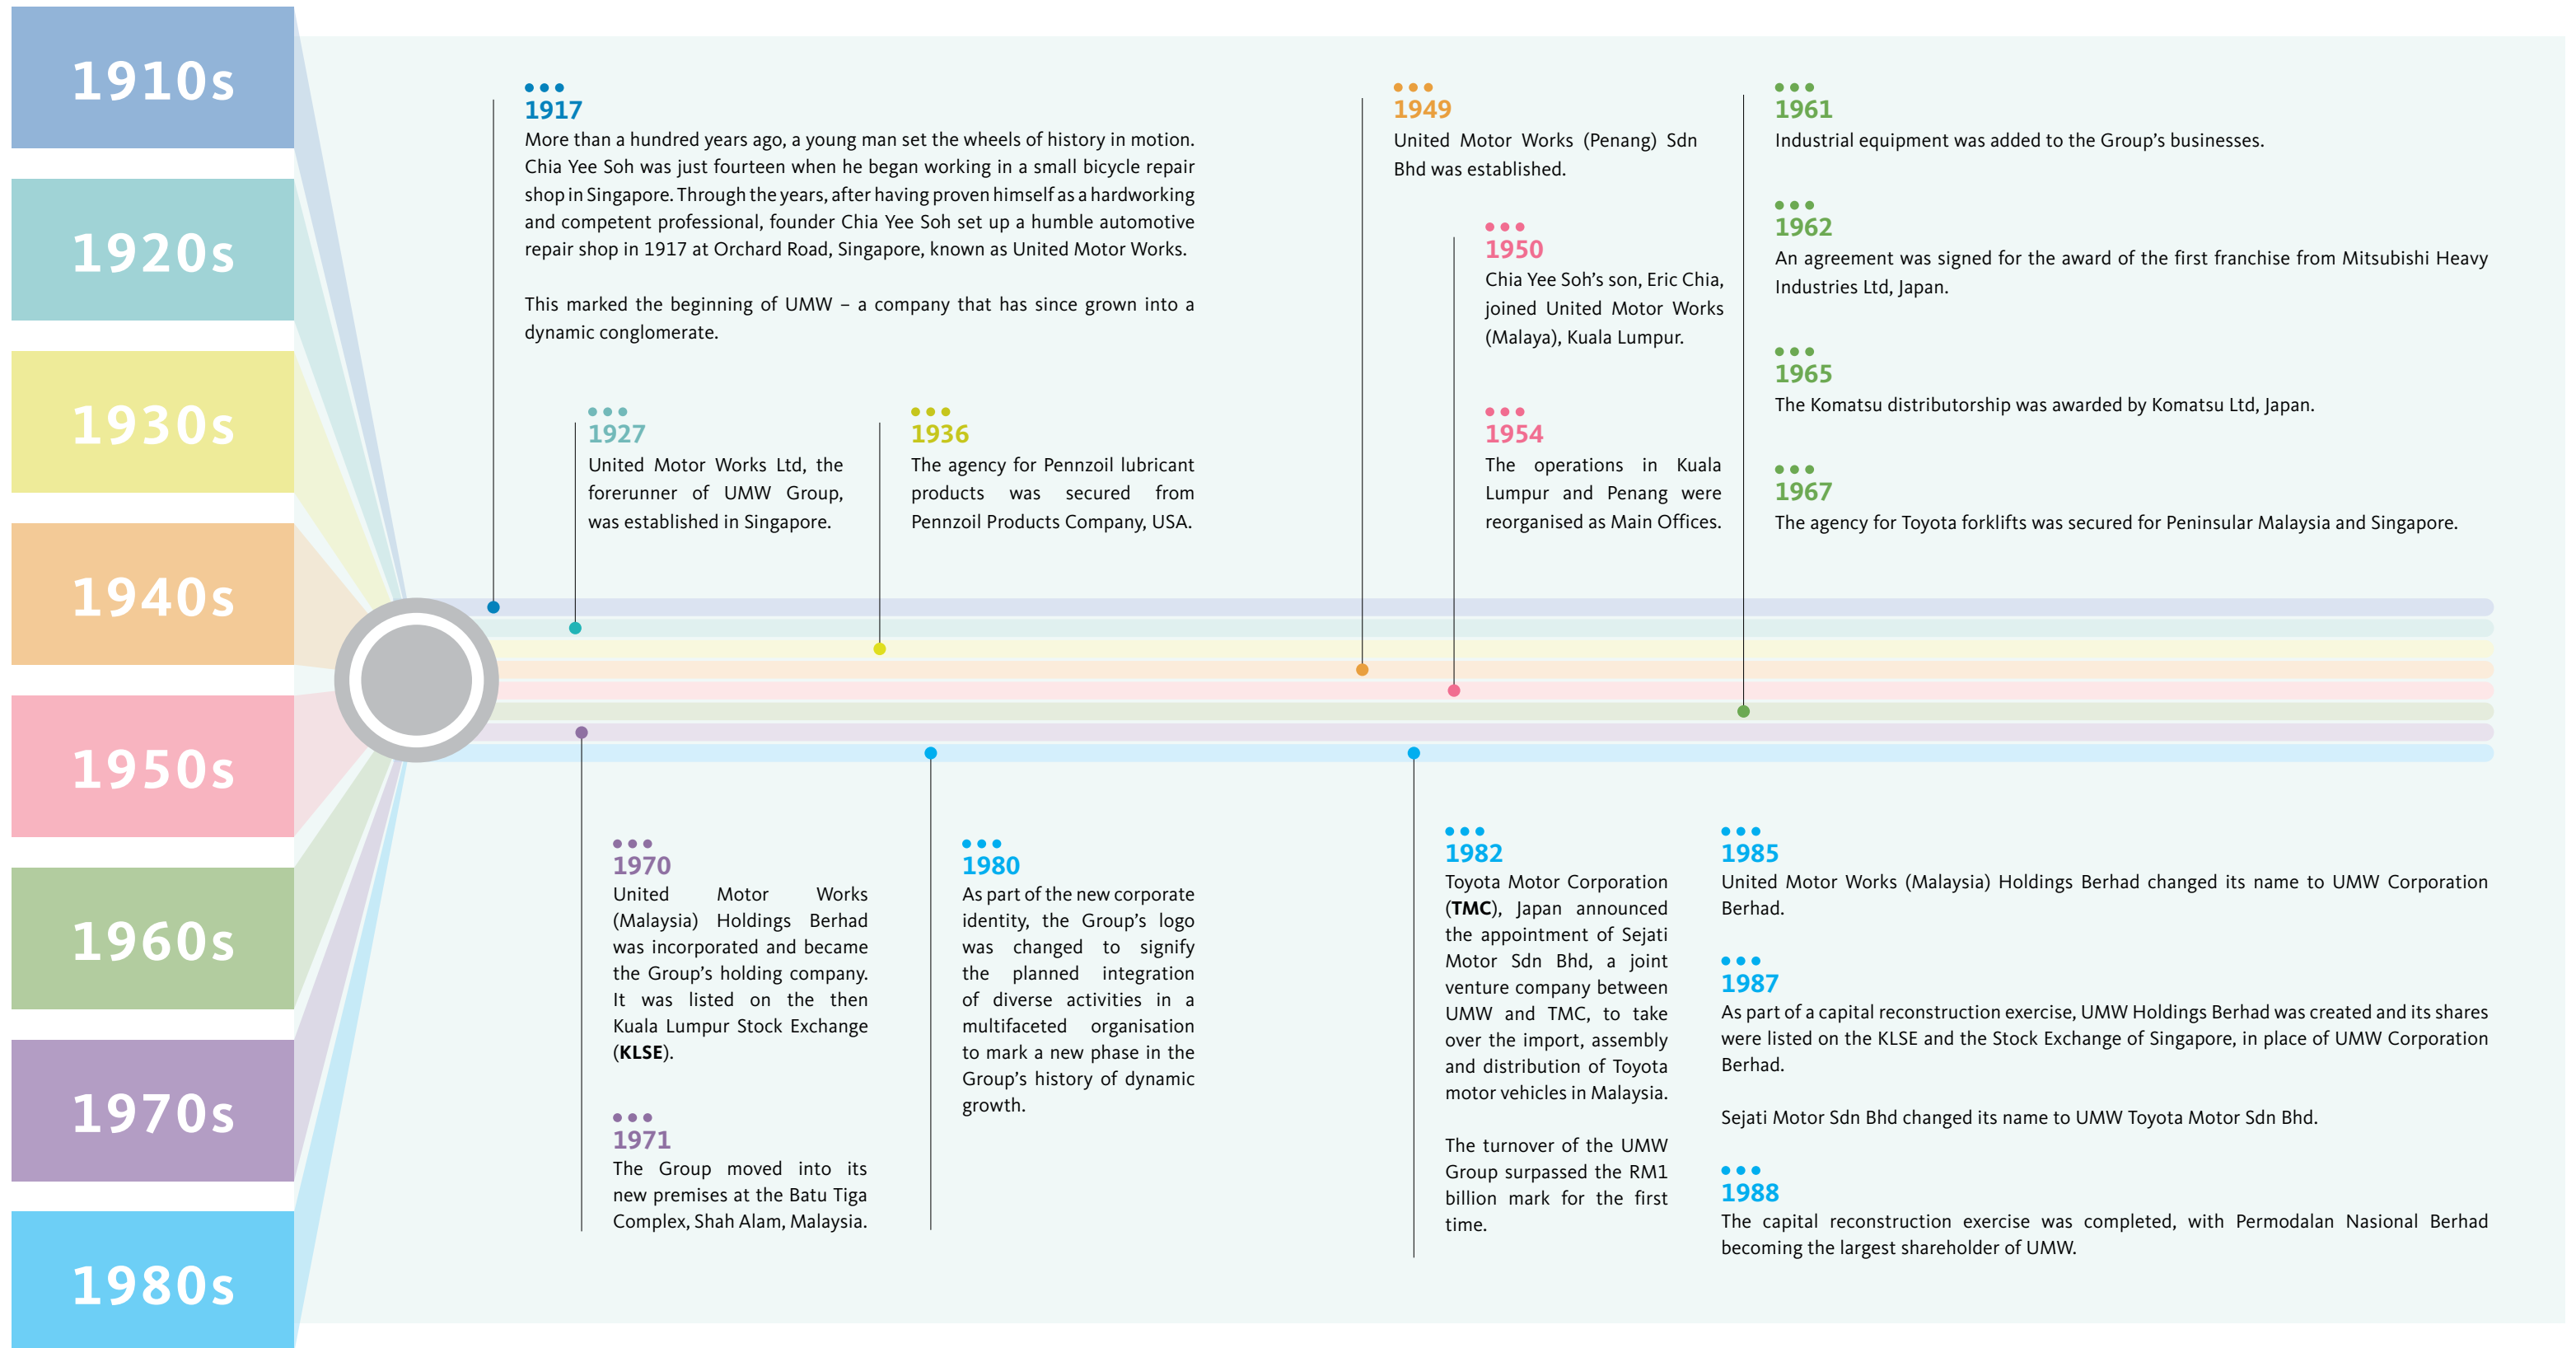 1910s
1920s
1930s
1940s
1950s
1960s
1970s
1980s
1917
More than a hundred years ago, a young man set the wheels of history in motion.
Chia Yee Soh was just fourteen when he began working in a small bicycle repair
shop in Singapore. Through the years, after having proven himself as a hardworking
and competent professional, founder Chia Yee Soh set up a humble automotive
repair shop in 1917 at Orchard Road, Singapore, known as United Motor Works.
This marked the beginning of UMW – a company that has since grown into a
dynamic conglomerate.
1927
United Motor Works Ltd, the
forerunner of UMW Group,
was established in Singapore.
1936
The agency for Pennzoil lubricant
products was secured from
Pennzoil Products Company, USA.
1949
United Motor Works (Penang) Sdn
Bhd was established.
1950
Chia Yee Soh’s son, Eric Chia,
joined United Motor Works
(Malaya), Kuala Lumpur.
1954
The operations in Kuala
Lumpur and Penang were
reorganised as Main Offices.
1961
Industrial equipment was added to the Group’s businesses.
1962
An agreement was signed for the award of the first franchise from Mitsubishi Heavy
Industries Ltd, Japan.
1965
The Komatsu distributorship was awarded by Komatsu Ltd, Japan.
1967
The agency for Toyota forklifts was secured for Peninsular Malaysia and Singapore.
1970
United Motor Works
(Malaysia) Holdings Berhad
was incorporated and became
the Group’s holding company.
It was listed on the then
Kuala Lumpur Stock Exchange
(KLSE).
1971
The Group moved into its
new premises at the Batu Tiga
Complex, Shah Alam, Malaysia.
1980
As part of the new corporate
identity, the Group’s logo
was changed to signify
the planned integration
of diverse activities in a
multifaceted organisation
to mark a new phase in the
Group’s history of dynamic
growth.
1982
Toyota Motor Corporation
(TMC), Japan announced
the appointment of Sejati
Motor Sdn Bhd, a joint
venture company between
UMW and TMC, to take
over the import, assembly
and distribution of Toyota
motor vehicles in Malaysia.
The turnover of the UMW
Group surpassed the RM1
billion mark for the first
time.
1985
United Motor Works (Malaysia) Holdings Berhad changed its name to UMW Corporation
Berhad.
1987
As part of a capital reconstruction exercise, UMW Holdings Berhad was created and its shares
were listed on the KLSE and the Stock Exchange of Singapore, in place of UMW Corporation
Berhad.
Sejati Motor Sdn Bhd changed its name to UMW Toyota Motor Sdn Bhd.
1988
The capital reconstruction exercise was completed, with Permodalan Nasional Berhad
becoming the largest shareholder of UMW.